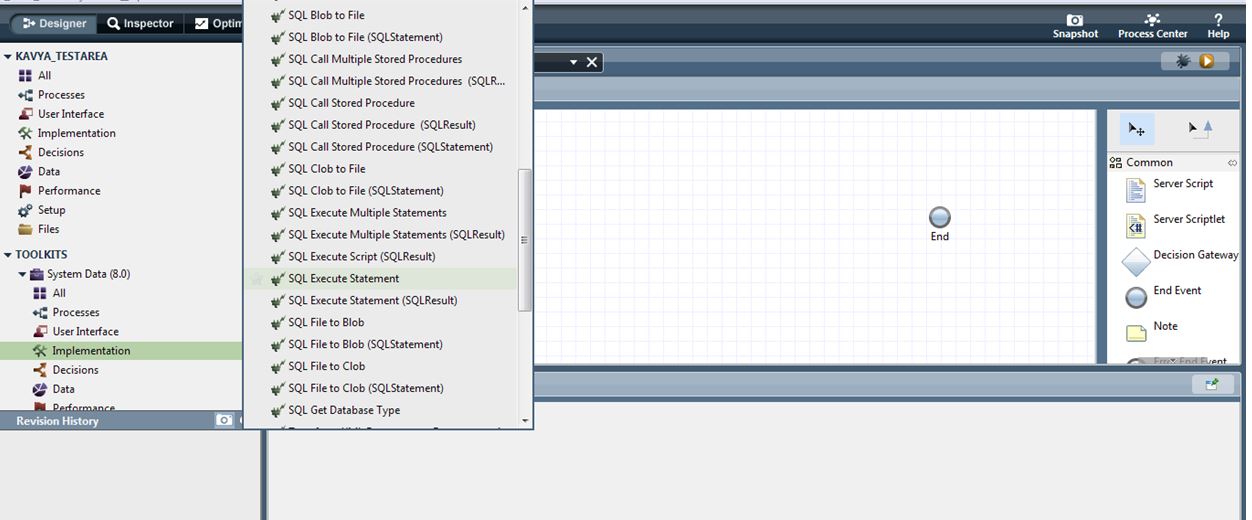 Designer
Inspector
Optim
Snapshot
Process Center
Help
KAVYA_TESTAREA
All
Processes
User Interface
Implementation
Decisions
Data
Performance
Setup
Files
TOOLKITS
System Data (8.0)
All
Processes
User Interface
Implementation
Decisions
Data
Performance
Revision History
SQL Blob to File
SQL Blob to File (SQLStatement)
SQL Call Multiple Stored Procedures
SQL Call Multiple Stored Procedures (SQLR...
SQL Call Stored Procedure
SQL Call Stored Procedure (SQLResult)
SQL Call Stored Procedure (SQLStatement)
SQL Clob to File
SQL Clob to File (SQLStatement)
SQL Execute Multiple Statements
SQL Execute Multiple Statements (SQLResult)
SQL Execute Script (SQLResult)
SQL Execute Statement
SQL Execute Statement (SQLResult)
SQL File to Blob
SQL File to Blob (SQLStatement)
SQL File to Clob
SQL File to Clob (SQLStatement)
SQL Get Database Type
End
Common
Server Script
Server Scriptlet
Decision Gateway
End Event
Note